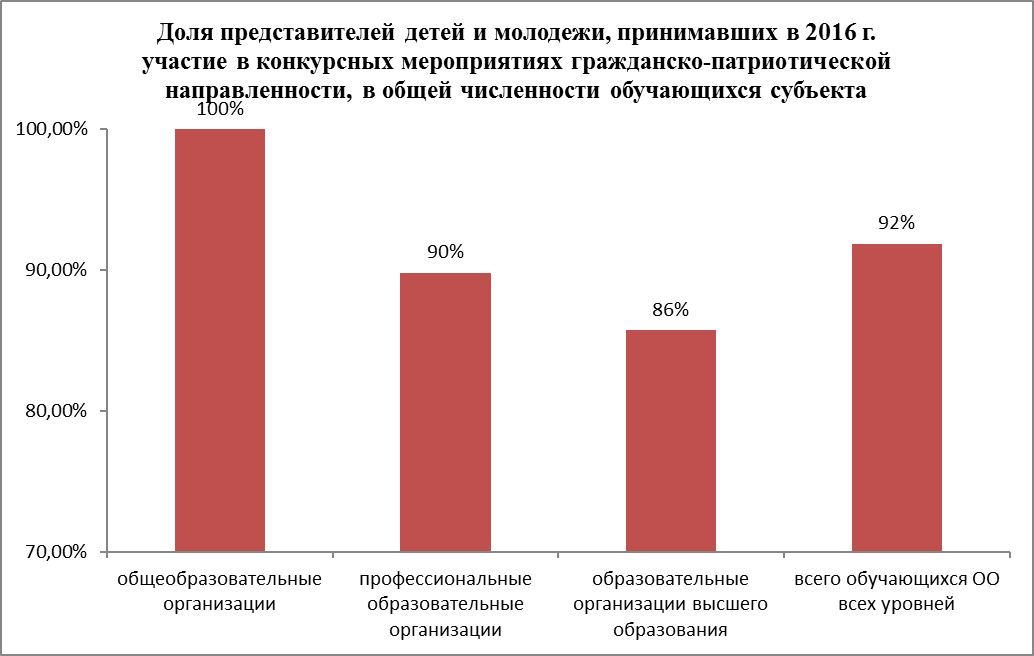 Доля представителей детей и молодежи, принимавших в 2016 г.
участие в конкурсных мероприятиях гражданско-патриотической
направленности, в общей численности обучающихся субъекта
100%
100,00%
92%
90%
90,00%
86%
80,00%
70,00%
общеобразовательные
организации
профессиональные
образовательные
организации
образовательные
организации высшего
образования
всего обучающихся ОО
всех уровней